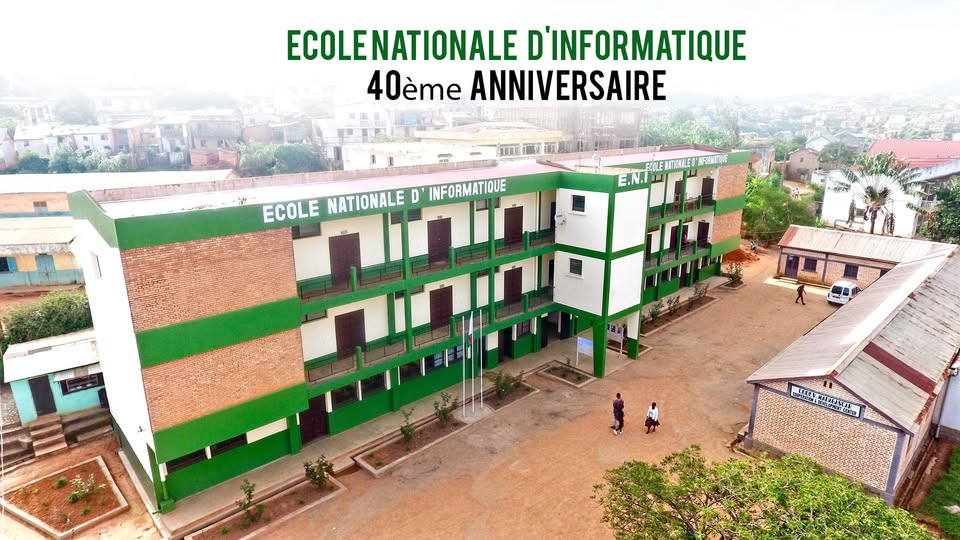 ECOLE NATIONALE D'INFORMATIQUE
40ème ANNIVERSAIRE
ECOLE NATIONALE D' INFORMATIQUE
E.N.I
ECOLE NATIONALE D' INFORMATIQUE